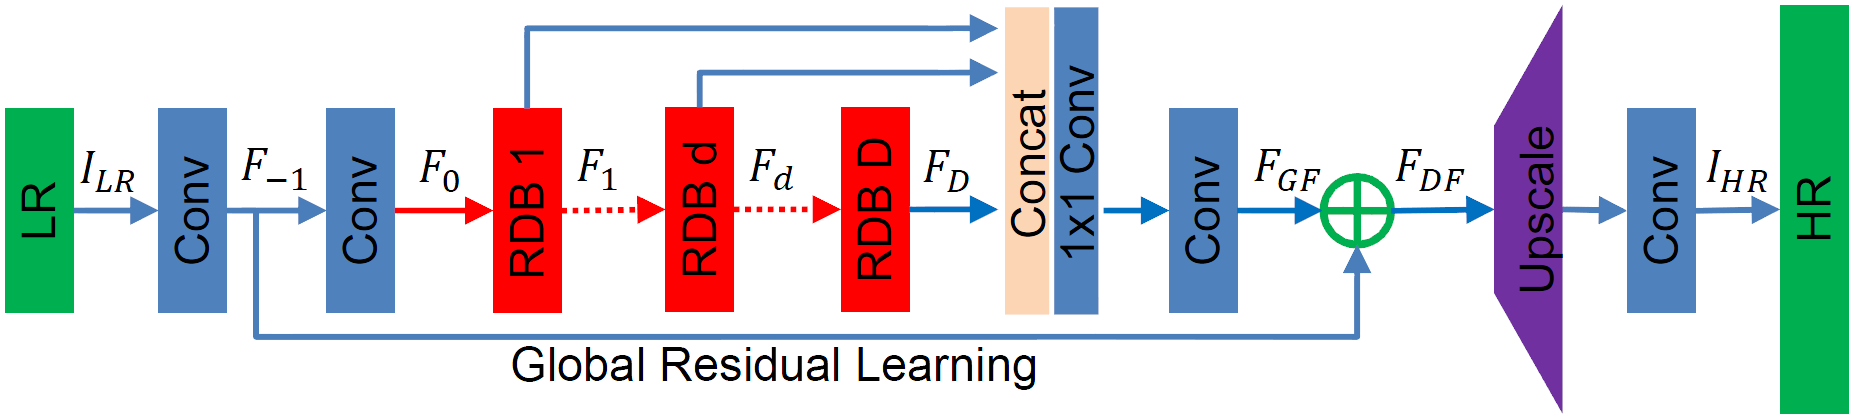 LR
I_{LR}
Conv
F_{-1}
Conv
F_0
RDB 1
F_1
RDB d
F_d
RDB D
F_D
Concat
1x1 Conv
Conv
F_{GF}
F_{DF}
Upscale
Conv
I_{HR}
HR
Global Residual Learning